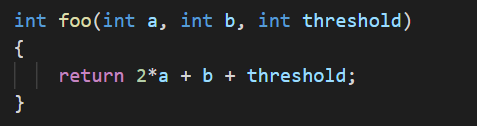 int foo(int a, int b, int threshold)
{
    return 2*a + b + threshold;
}